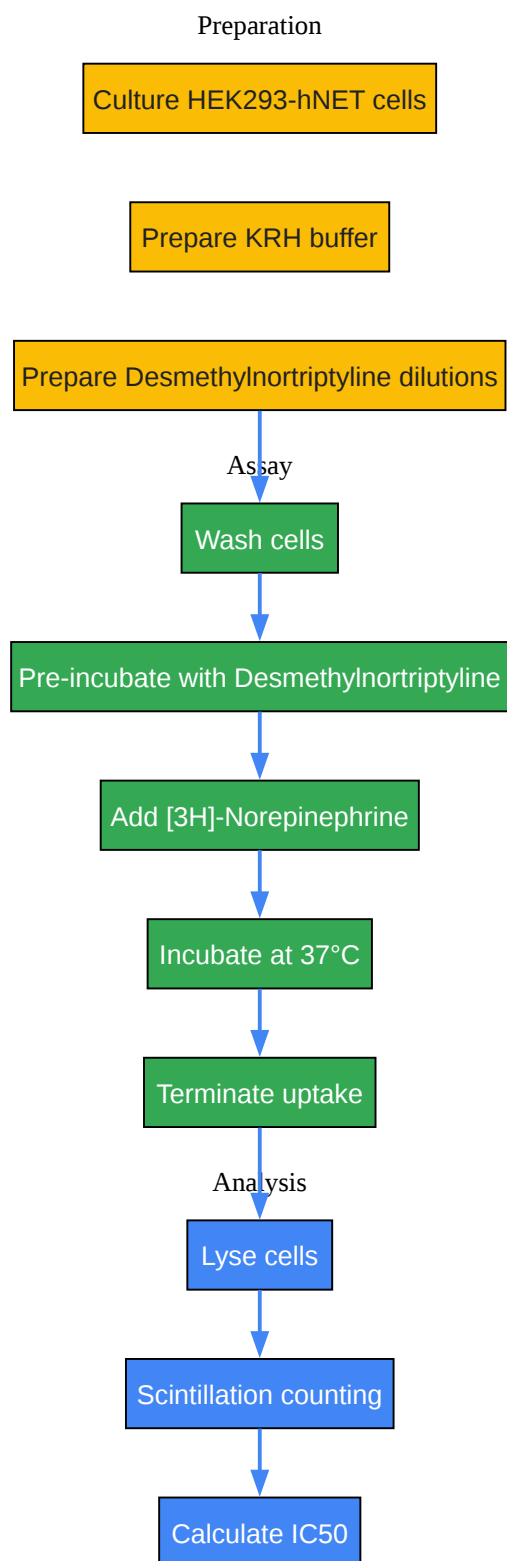 Preparation
Culture HEK293-hNET cells
Prepare KRH buffer
Prepare Desmethylnortriptyline dilutions
Assay
Wash cells
Pre-incubate with Desmethylnortriptyline
Add [3H]-Norepinephrine
Incubate at 37°C
Terminate uptake
Analysis
Lyse cells
Scintillation counting
Calculate IC50